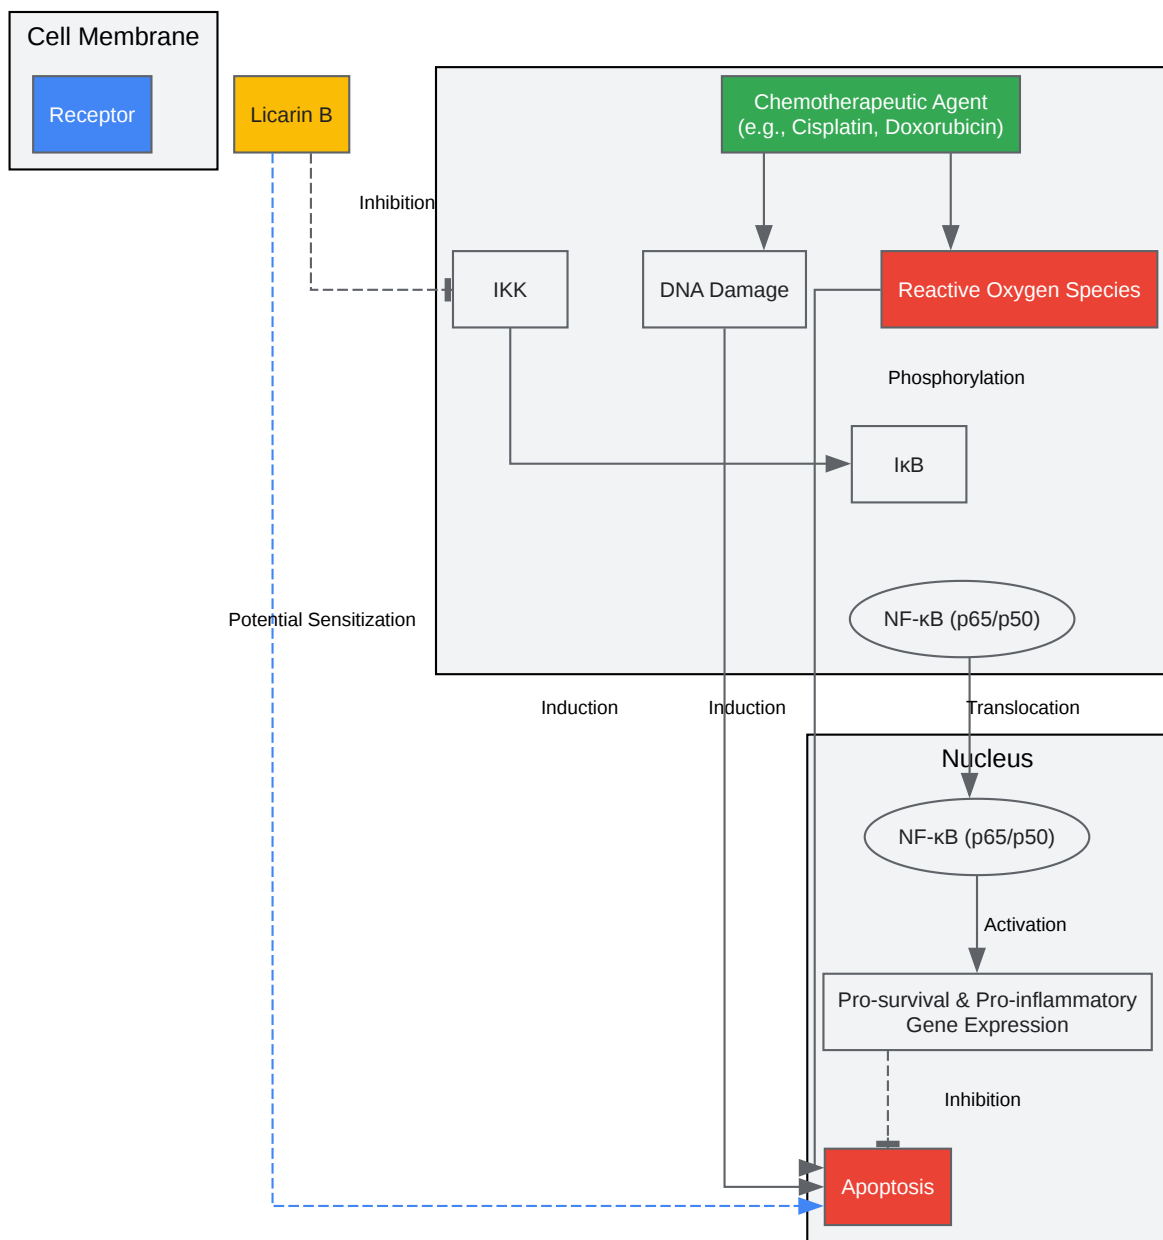 Cell Membrane
Receptor
Licarin B
Chemotherapeutic Agent
(e.g., Cisplatin, Doxorubicin)
Inhibition
IKK
DNA Damage
Reactive Oxygen Species
Phosphorylation
IκB
Potential Sensitization
NF-κB (p65/p50)
Induction
Induction
Translocation
Nucleus
NF-κB (p65/p50)
Activation
Pro-survival & Pro-inflammatory
Gene Expression
Inhibition
Apoptosis